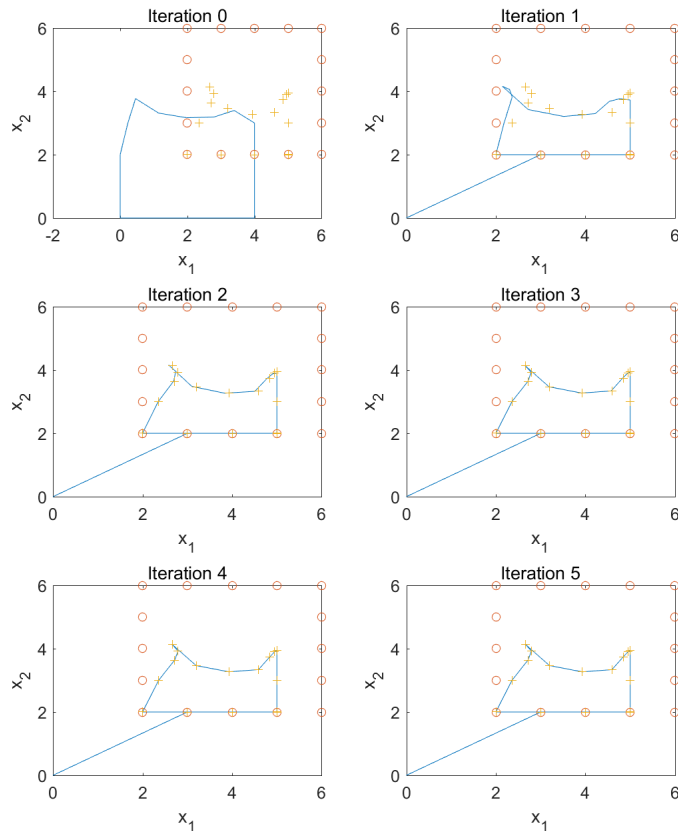 Iteration 0
6
4
2
0
x2
-2 0 2 4 6
x1
Iteration 1
6
4
2
0
x2
0 2 4 6
x1
Iteration 2
6
4
2
0
x2
0 2 4 6
x1
Iteration 3
6
4
2
0
x2
0 2 4 6
x1
Iteration 4
6
4
2
0
x2
0 2 4 6
x1
Iteration 5
6
4
2
0
x2
0 2 4 6
x1